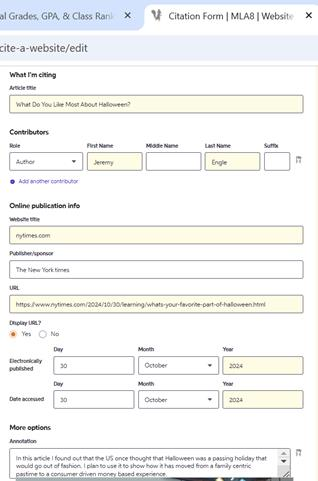 al Grades, GPA, & Class Rank
Citation Form | MLA8 | Website
cite-a-website/edit
What I'm citing
Article title
What Do You Like Most About Halloween?
Contributors
Role First Name Middle Name Last Name Suffix
Author Jeremy Engle
Add another contributor
Online publication info
Website title
nytimes.com
Publisher/sponsor
The New York times
URL
https://www.nytimes.com/2024/10/30/learning/whats-your-favorite-part-of-halloween.html
Display URL?
Yes No
Day Month Year
Electronically
published
30 October 2024
Day Month Year
Date accessed 30 October 2024
More options
Annotation
In this article I found out that the US once thought that Halloween was a passing holiday that
would go out of fashion. I plan to use it to show how it has moved from a family centric
pastime to a consumer driven money based experience.